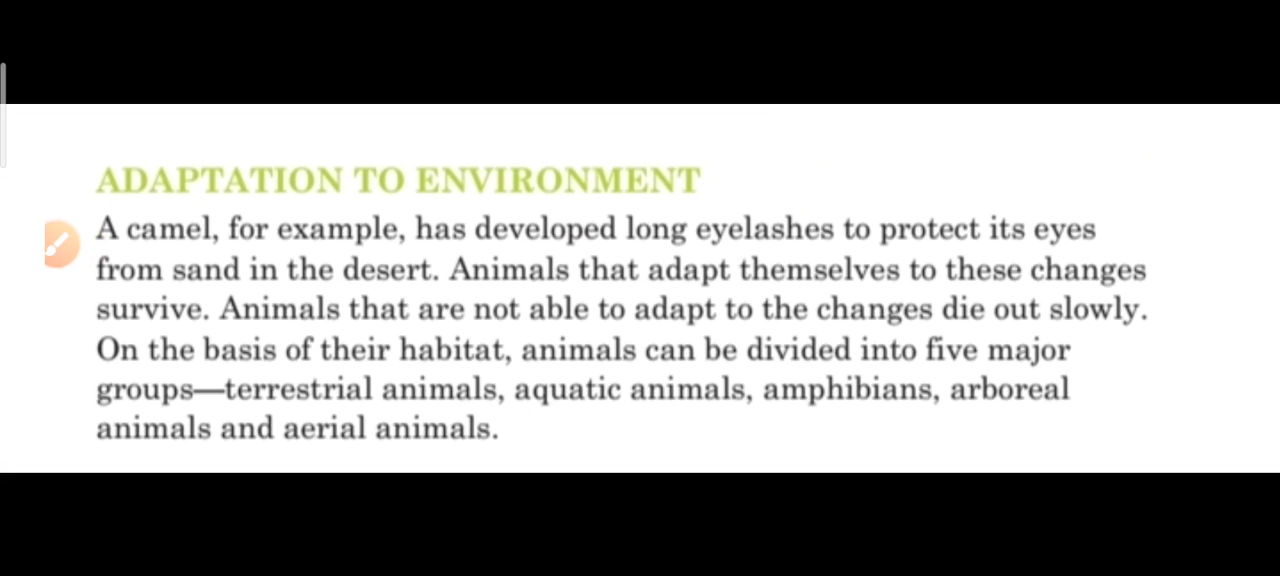 ADAPTATION TO ENVIRONMENT
A camel, for example, has developed long eyelashes to protect its eyes
from sand in the desert. Animals that adapt themselves to these changes
survive. Animals that are not able to adapt to the changes die out slowly.
On the basis of their habitat, animals can be divided into five major
groups—terrestrial animals, aquatic animals, amphibians, arboreal
animals and aerial animals.